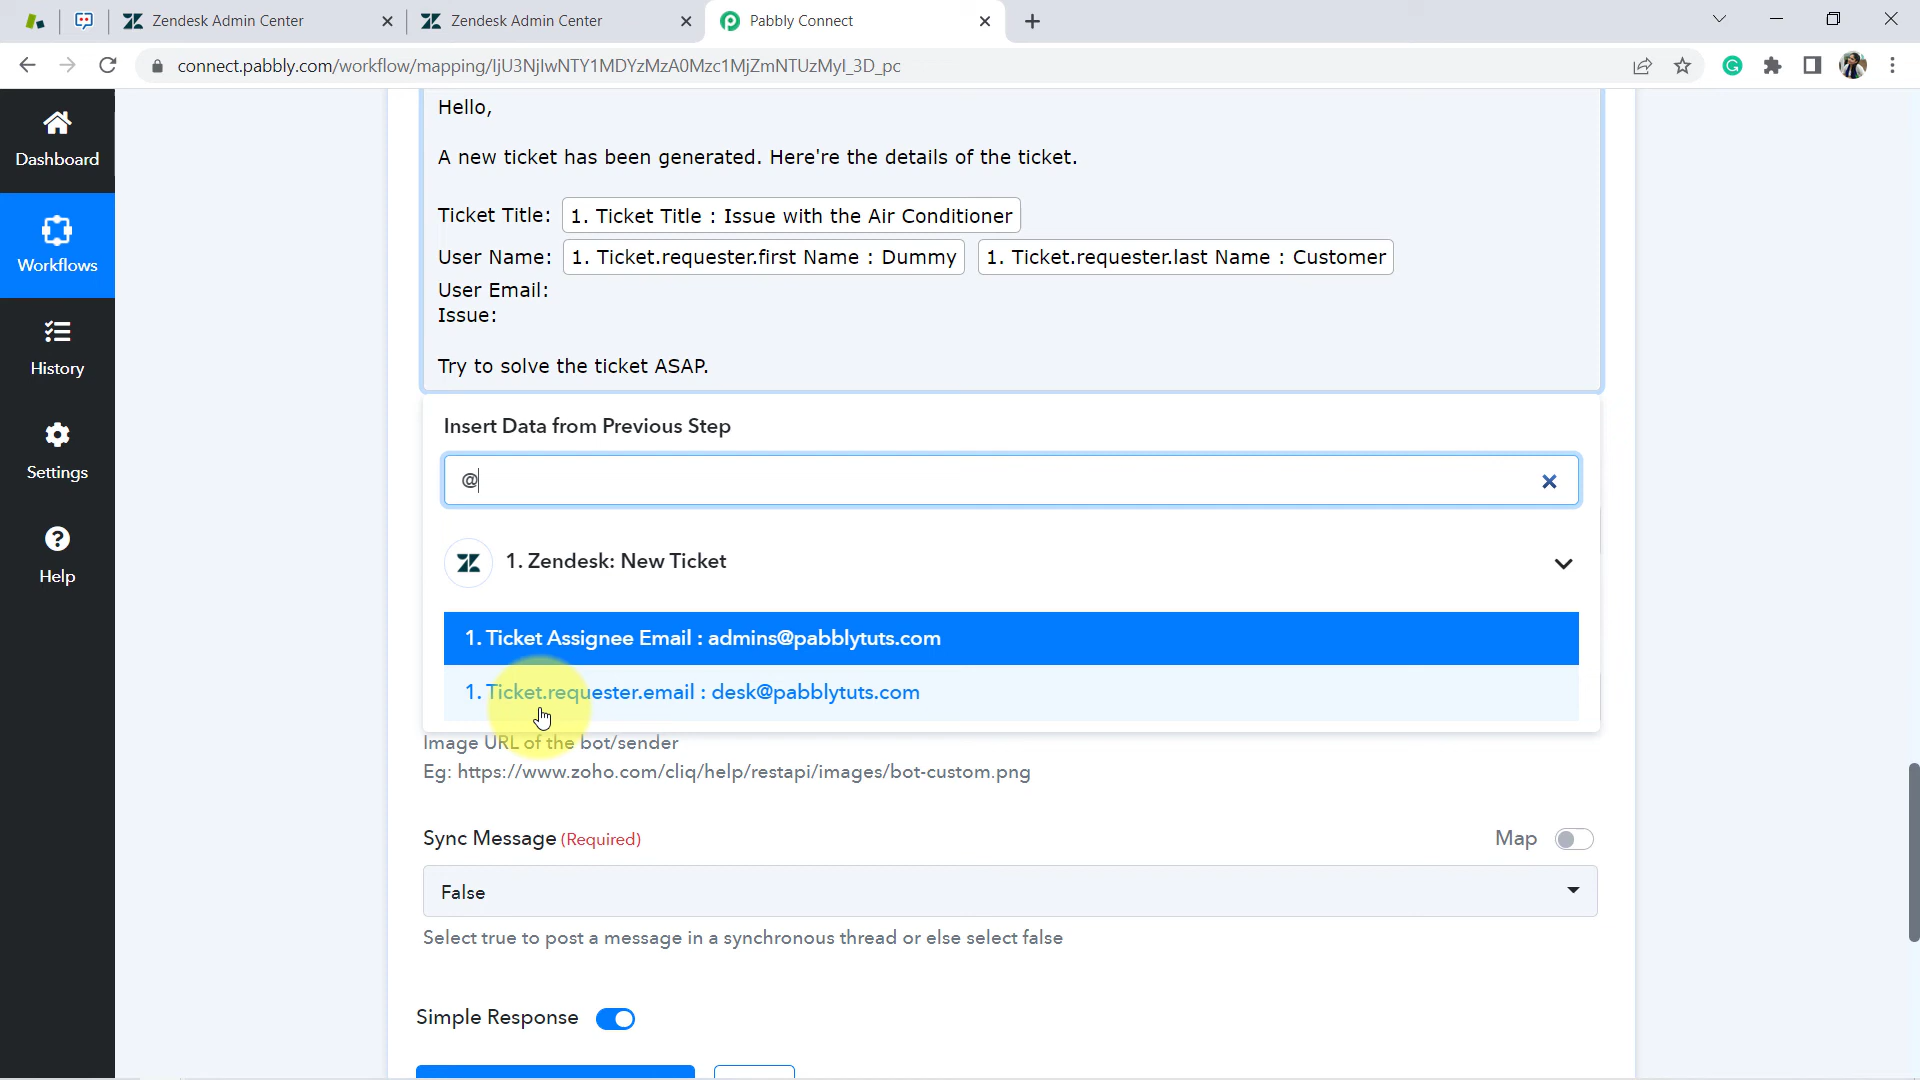 Zendesk Admin Center
Zendesk Admin Center
Pabbly Connect
connect.pabbly.com/workflow/mapping/IjU3NjIwNTY1MDYzMzA0Mzc1MjZmNTUzMyI_3D_pc
Dashboard
Workflows
History
Settings
Help
Hello,
A new ticket has been generated. Here're the details of the ticket.
Ticket Title: 1. Ticket Title : Issue with the Air Conditioner
User Name: 1. Ticket.requester.first Name : Dummy 1. Ticket.requester.last Name : Customer
User Email:
Issue:
Try to solve the ticket ASAP.
Insert Data from Previous Step
@
1. Zendesk: New Ticket
1. Ticket Assignee Email : admins@pabblytuts.com
1. Ticket.requester.email : desk@pabblytuts.com
Image URL of the bot/sender
Eg: https://www.zoho.com/cliq/help/restapi/images/bot-custom.png
Sync Message (Required)
Map
False
Select true to post a message in a synchronous thread or else select false
Simple Response